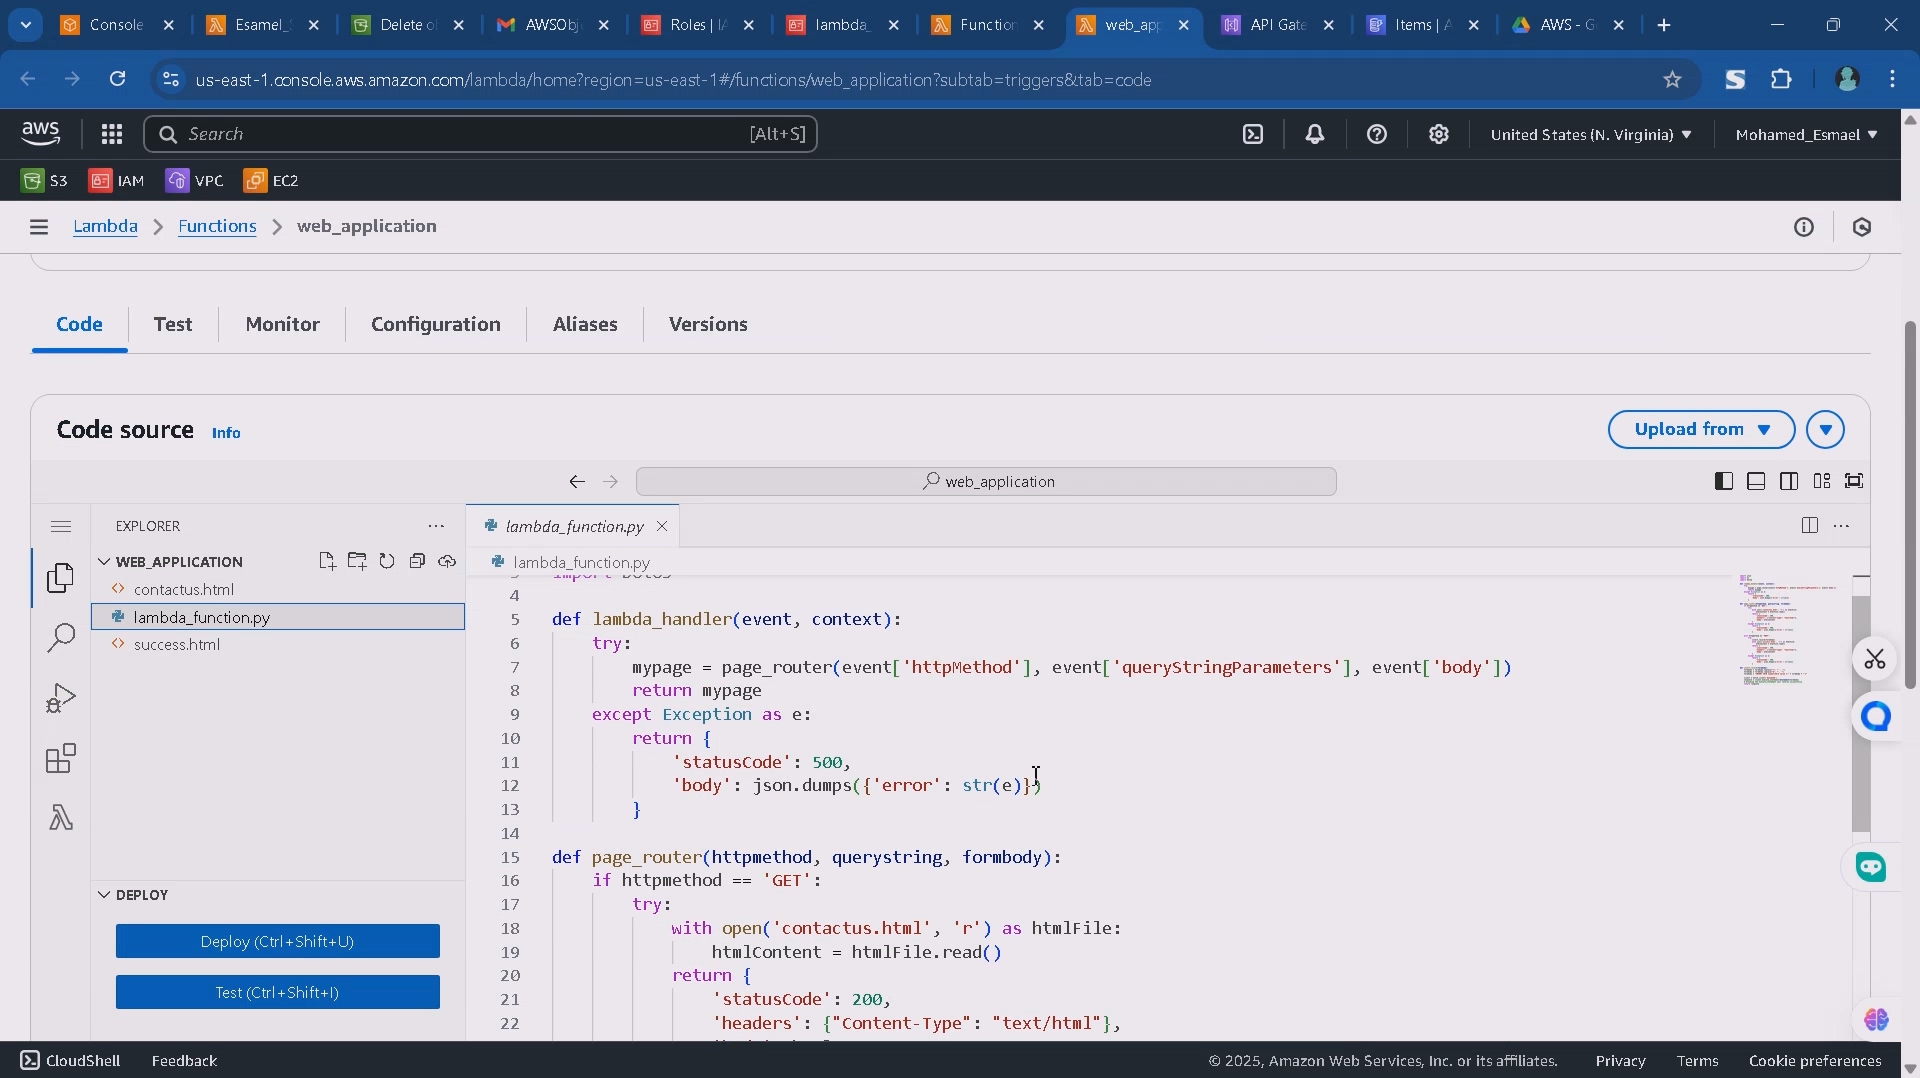 Console
Esamel_
Delete o
AWSObj
Roles | IA
lambda_
Function
web_app
API Gate
Items | A
AWS - G
us-east-1.console.aws.amazon.com/lambda/home?region=us-east-1#/functions/web_application?subtab=triggers&tab=code
aws
Search
[Alt+S]
United States (N. Virginia)
Mohamed_Esmael
S3
IAM
VPC
EC2
Lambda
Functions
web_application
Code
Test
Monitor
Configuration
Aliases
Versions
Code source
Info
Upload from
web_application
EXPLORER
lambda_function.py
WEB_APPLICATION
lambda_function.py
contactus.html
lambda_function.py
success.html
3 import boto3
4
5 def lambda_handler(event, context):
6 try:
7 mypage = page_router(event['httpMethod'], event['queryStringParameters'], event['body'])
8 return mypage
9 except Exception as e:
10 return {
11 'statusCode': 500,
12 'body': json.dumps({'error': str(e)})
13 }
14
15 def page_router(httpmethod, querystring, formbody):
16 if httpmethod == 'GET':
17 try:
18 with open('contactus.html', 'r') as htmlFile:
19 htmlContent = htmlFile.read()
20 return {
21 'statusCode': 200,
22 'headers': {"Content-Type": "text/html"},
DEPLOY
Deploy (Ctrl+Shift+U)
Test (Ctrl+Shift+I)
CloudShell
Feedback
© 2025, Amazon Web Services, Inc. or its affiliates.
Privacy
Terms
Cookie preferences